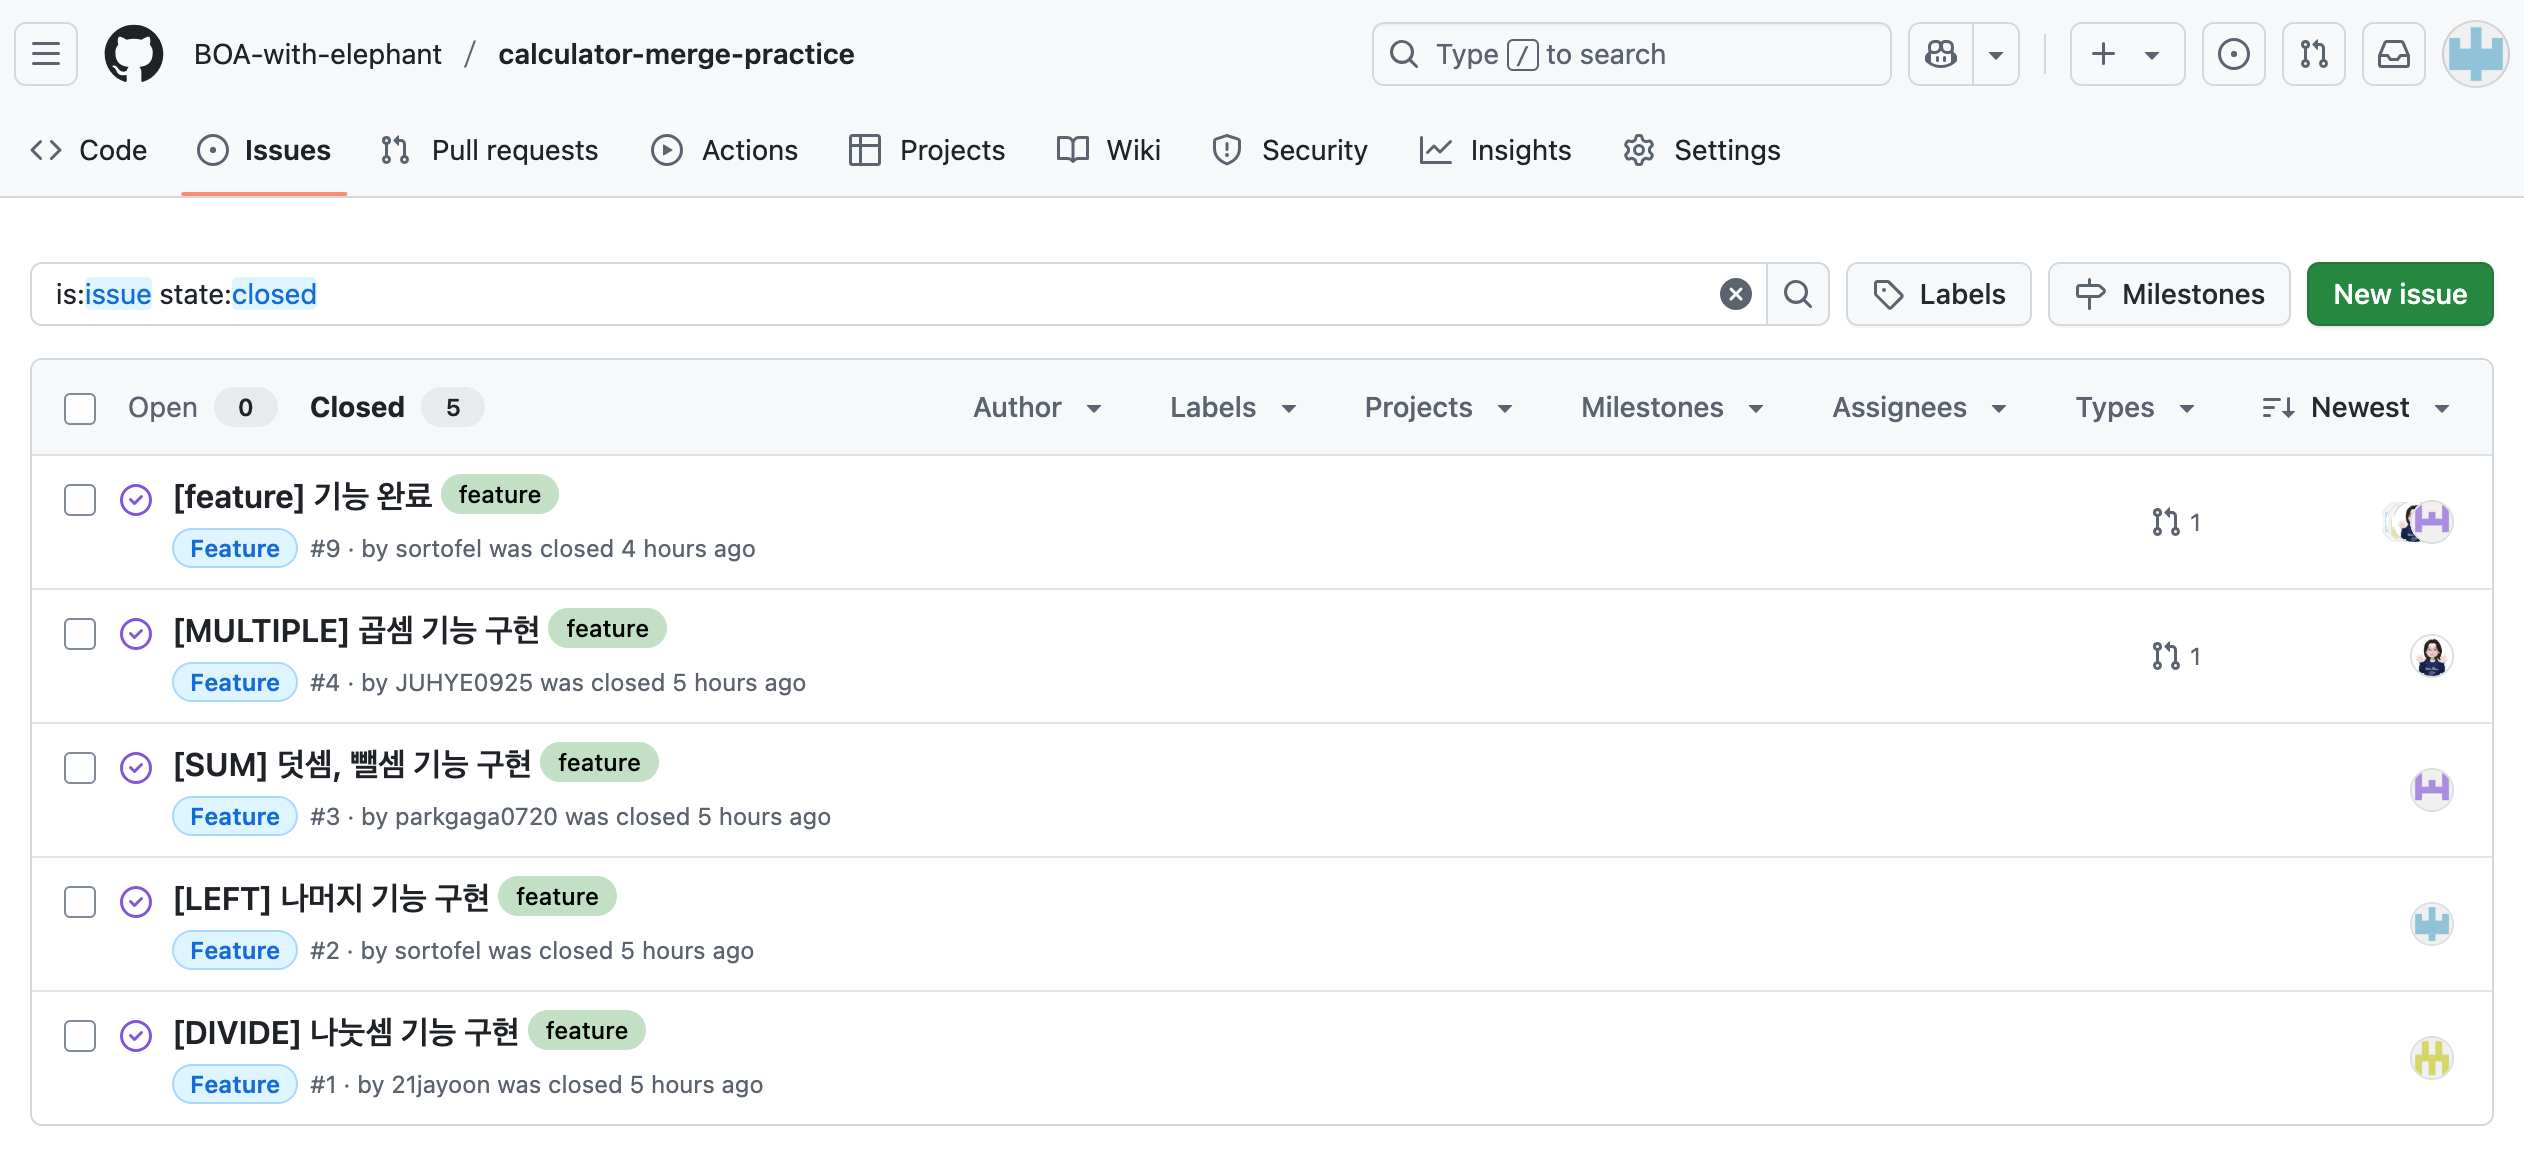 BOA-with-elephant / calculator-merge-practice
Type / to search
Code Issues Pull requests Actions Projects Wiki Security Insights Settings
is:issue state:closed
Labels
Milestones
New issue
Open 0 Closed 5
Author Labels Projects Milestones Assignees Types Newest
[feature] 기능 완료 feature
1
Feature #9 · by sortofel was closed 4 hours ago
[MULTIPLE] 곱셈 기능 구현 feature
1
Feature #4 · by JUHYE0925 was closed 5 hours ago
[SUM] 덧셈, 뺄셈 기능 구현 feature
Feature #3 · by parkgaga0720 was closed 5 hours ago
[LEFT] 나머지 기능 구현 feature
Feature #2 · by sortofel was closed 5 hours ago
[DIVIDE] 나눗셈 기능 구현 feature
Feature #1 · by 21jayoon was closed 5 hours ago